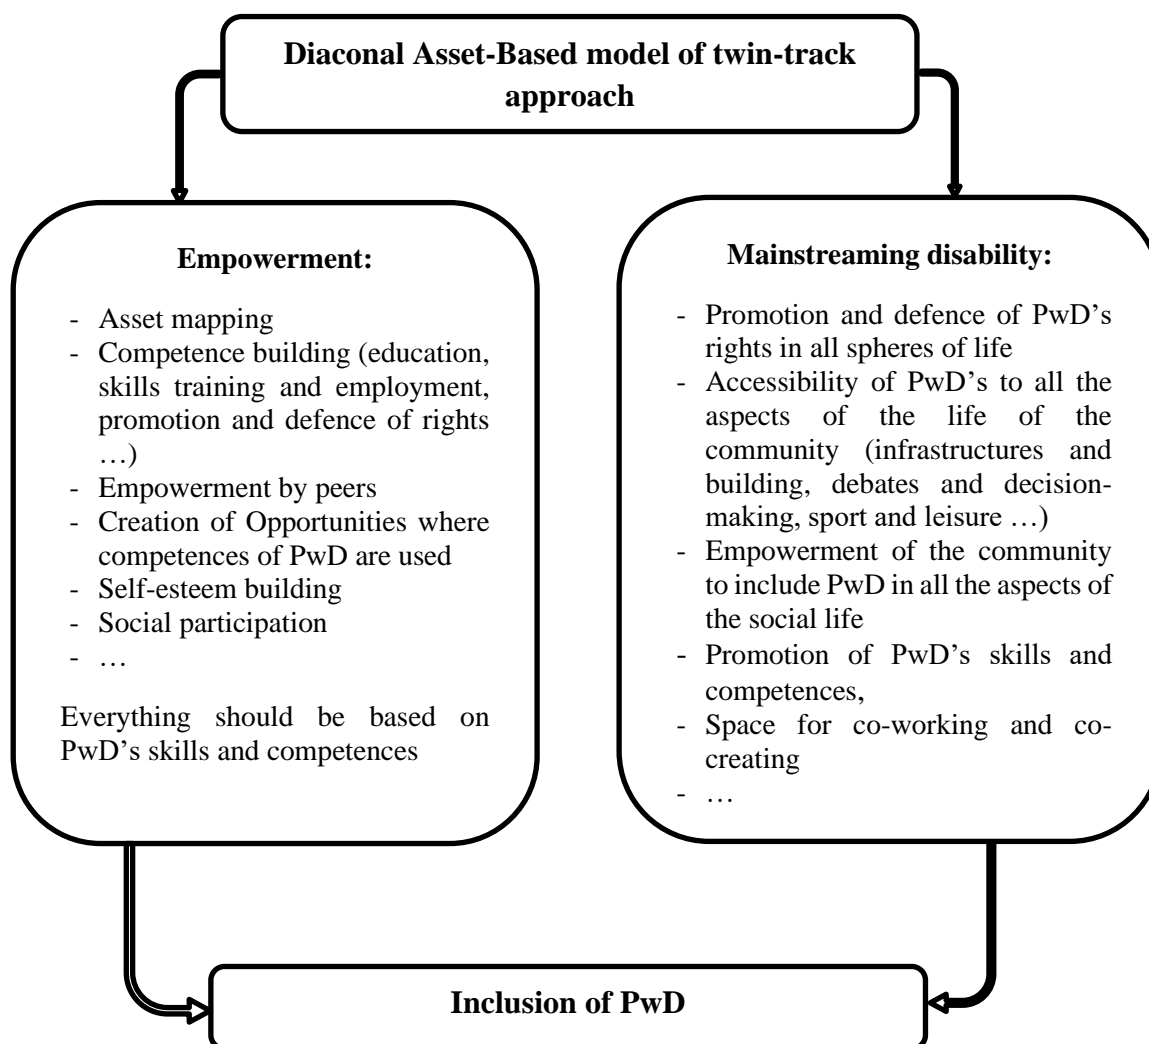 Diaconal Asset-Based model of twin-track
approach
Empowerment:
- Asset mapping
- Competence building (education,
skills training and employment,
promotion and defence of rights
…)
- Empowerment by peers
- Creation of Opportunities where
competences of PwD are used
- Self-esteem building
- Social participation
- …
Everything should be based on
PwD’s skills and competences
Mainstreaming disability:
- Promotion and defence of PwD’s
rights in all spheres of life
- Accessibility of PwD’s to all the
aspects of the life of the
community (infrastructures and
building, debates and decision-
making, sport and leisure …)
- Empowerment of the community
to include PwD in all the aspects of
the social life
- Promotion of PwD’s skills and
competences,
- Space for co-working and co-
creating
- …
Inclusion of PwD